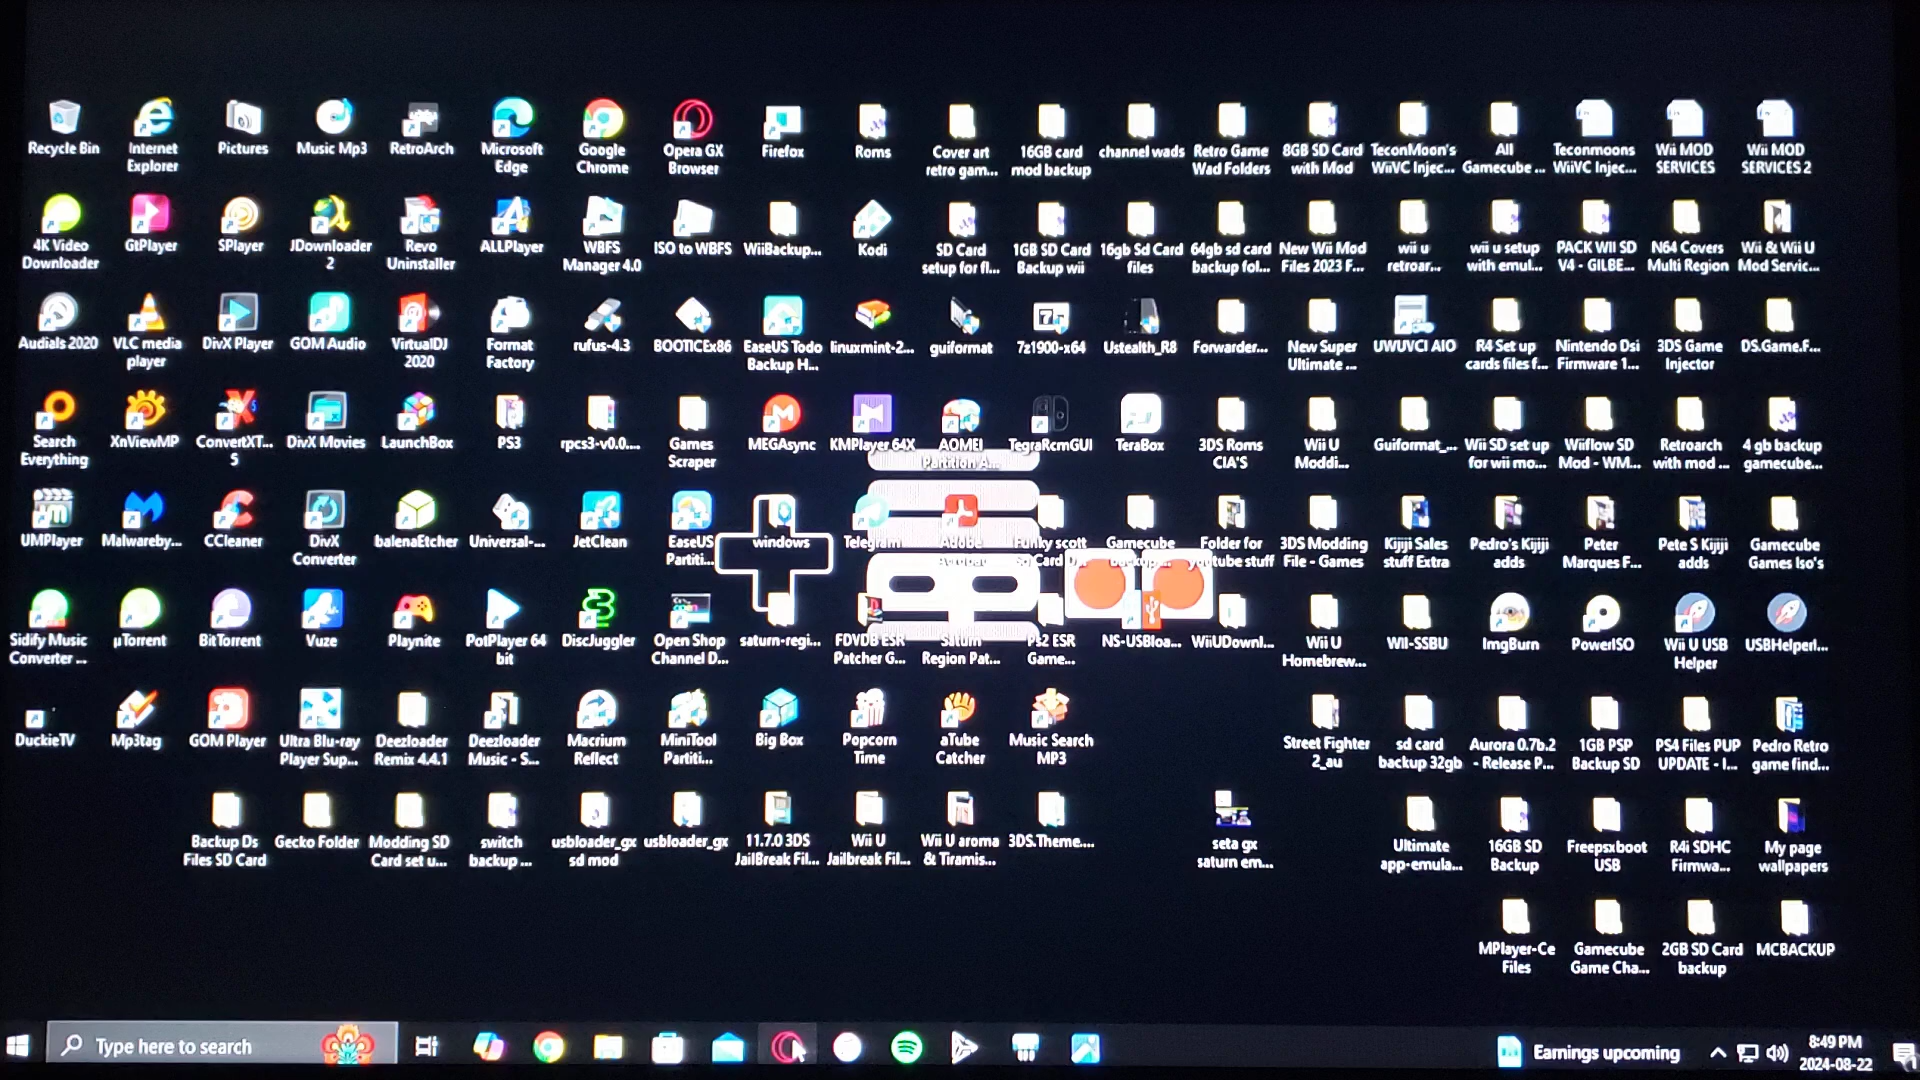 Recycle Bin
Internet
Explorer
Pictures
Music Mp3
RetroArch
Microsoft
Edge
Google
Chrome
Opera GX
Browser
Firefox
Roms
Cover art
retro gam...
16GB card
mod backup
channel wads
Retro Game
Wad Folders
8GB SD Card
with Mod
TeconMoon's
WiiVC Injec...
All
Gamecube ...
Teconmoons
WiiVC Injec...
Wii MOD
SERVICES
Wii MOD
SERVICES 2
4K Video
Downloader
GtPlayer
SPlayer
JDownloader
2
Revo
Uninstaller
ALLPlayer
WBFS
Manager 4.0
ISO to WBFS
WiiBackup...
Kodi
SD Card
setup for fl...
1GB SD Card
Backup wii
16gb Sd Card
files
64gb sd card
backup fol...
New Wii Mod
Files 2023 F...
wii u
retroar...
wii u setup
with emul...
PACK WII SD
V4 - GILBE...
N64 Covers
Multi Region
Wii & Wii U
Mod Servic...
Audials 2020
VLC media
player
DivX Player
GOM Audio
VirtualDJ
2020
Format
Factory
rufus-4.3
BOOTICEx86
EaseUS Todo
Backup H...
linuxmint-2...
guiformat
7z1900-x64
Ustealth_R8
Forwarder...
New Super
Ultimate ...
UWUVCI AIO
R4 Set up
cards files f...
Nintendo Dsi
Firmware 1...
3DS Game
Injector
DS.Game.F...
Search
Everything
XnViewMP
ConvertXT...
5
DivX Movies
LaunchBox
PS3
rpcs3-v0.0....
Games
Scraper
MEGAsync
KMPlayer 64X
AOMEI
Partition A...
TegraRcmGUI
TeraBox
3DS Roms
CIA'S
Wii U
Moddi...
Guiformat_...
Wii SD set up
for wii mo...
Wiiflow SD
Mod - WM...
Retroarch
with mod ...
4 gb backup
gamecube...
UMPlayer
Malwareby...
CCleaner
DivX
Converter
balenaEtcher
Universal-...
JetClean
EaseUS
Partiti...
windows
Telegram
Adobe
Acrobat
Funky scott
Sd Card D...
Gamecube
backup...
Folder for
youtube stuff
3DS Modding
File - Games
Kijiji Sales
stuff Extra
Pedro's Kijiji
adds
Peter
Marques F...
Pete S Kijiji
adds
Gamecube
Games Iso's
Sidify Music
Converter ...
µTorrent
BitTorrent
Vuze
Playnite
PotPlayer 64
bit
DiscJuggler
Open Shop
Channel D...
saturn-regi...
FDVDB ESR
Patcher G...
Saturn
Region Pat...
Ps2 ESR
Game...
NS-USBloa...
WiiUDownl...
Wii U
Homebrew...
WII-SSBU
ImgBurn
PowerISO
Wii U USB
Helper
USBHelperI...
DuckieTV
Mp3tag
GOM Player
Ultra Blu-ray
Player Sup...
Deezloader
Remix 4.4.1
Deezloader
Music - S...
Macrium
Reflect
MiniTool
Partiti...
Big Box
Popcorn
Time
aTube
Catcher
Music Search
MP3
Street Fighter
2_au
sd card
backup 32gb
Aurora 0.7b.2
- Release P...
1GB PSP
Backup SD
PS4 Files PUP
UPDATE - I...
Pedro Retro
game find...
Backup Ds
Files SD Card
Gecko Folder
Modding SD
Card set u...
switch
backup ...
usbloader_gx
sd mod
usbloader_gx
11.7.0 3DS
JailBreak Fil...
Wii U
Jailbreak Fil...
Wii U aroma
& Tiramis...
3DS.Theme....
seta gx
saturn em...
Ultimate
app-emula...
16GB SD
Backup
Freepsxboot
USB
R4i SDHC
Firmwa...
My page
wallpapers
MPlayer-Ce
Files
Gamecube
Game Cha...
2GB SD Card
backup
MCBACKUP
Type here to search
Earnings upcoming
8:49 PM
2024-08-22